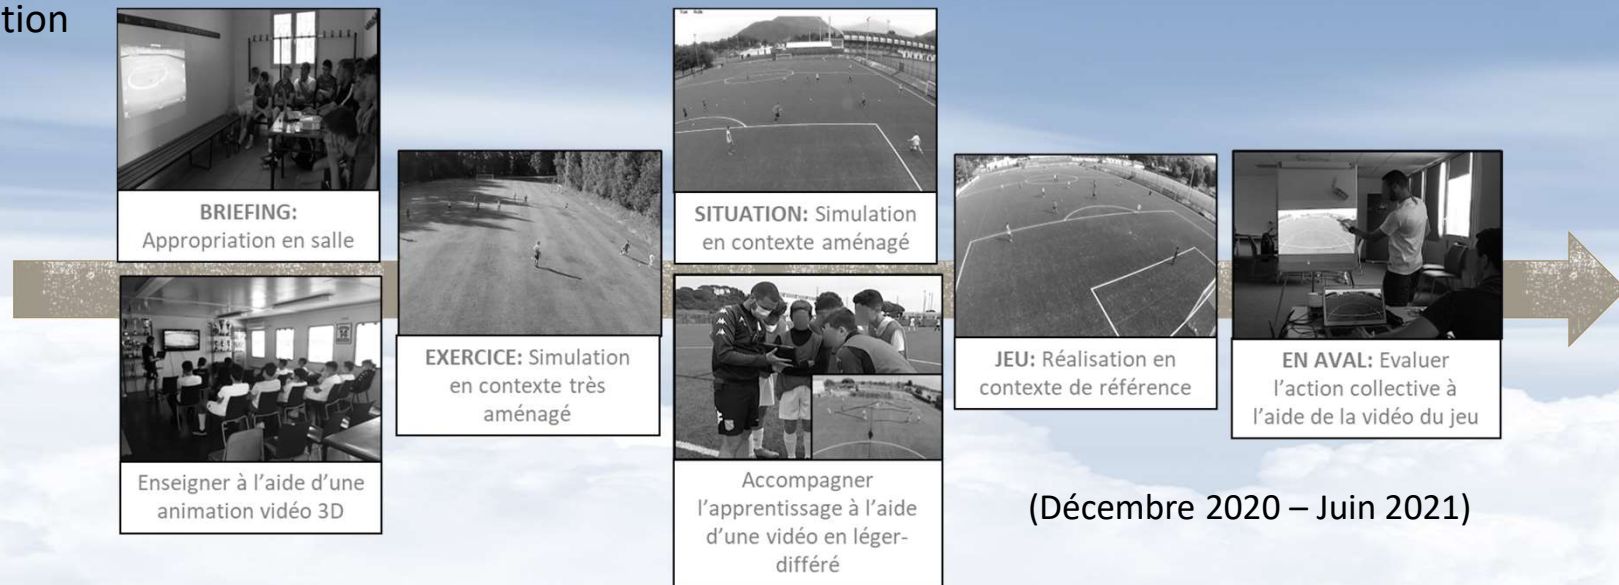 tion
BRIEFING:
Appropriation en salle
Enseigner à l’aide d’une
animation vidéo 3D
EXERCICE: Simulation
en contexte très
aménagé
SITUATION: Simulation
en contexte aménagé
Accompagner
l’apprentissage à l’aide
d’une vidéo en léger-
différé
JEU: Réalisation en
contexte de référence
EN AVAL: Evaluer
l’action collective à
l’aide de la vidéo du jeu
(Décembre 2020 – Juin 2021)